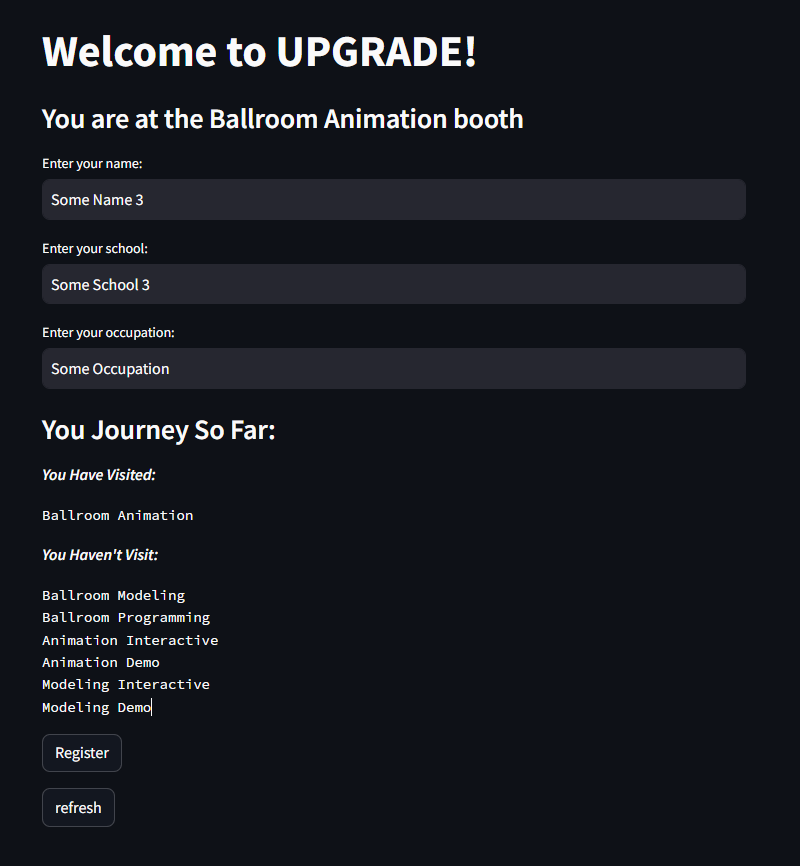 Welcome to UPGRADE!
You are at the Ballroom Animation booth
Enter your name:
Some Name 3
Enter your school:
Some School 3
Enter your occupation:
Some Occupation
You Journey So Far:
You Have Visited:
Ballroom Animation
You Haven't Visit:
Ballroom Modeling
Ballroom Programming
Animation Interactive
Animation Demo
Modeling Interactive
Modeling Demo
Register
refresh